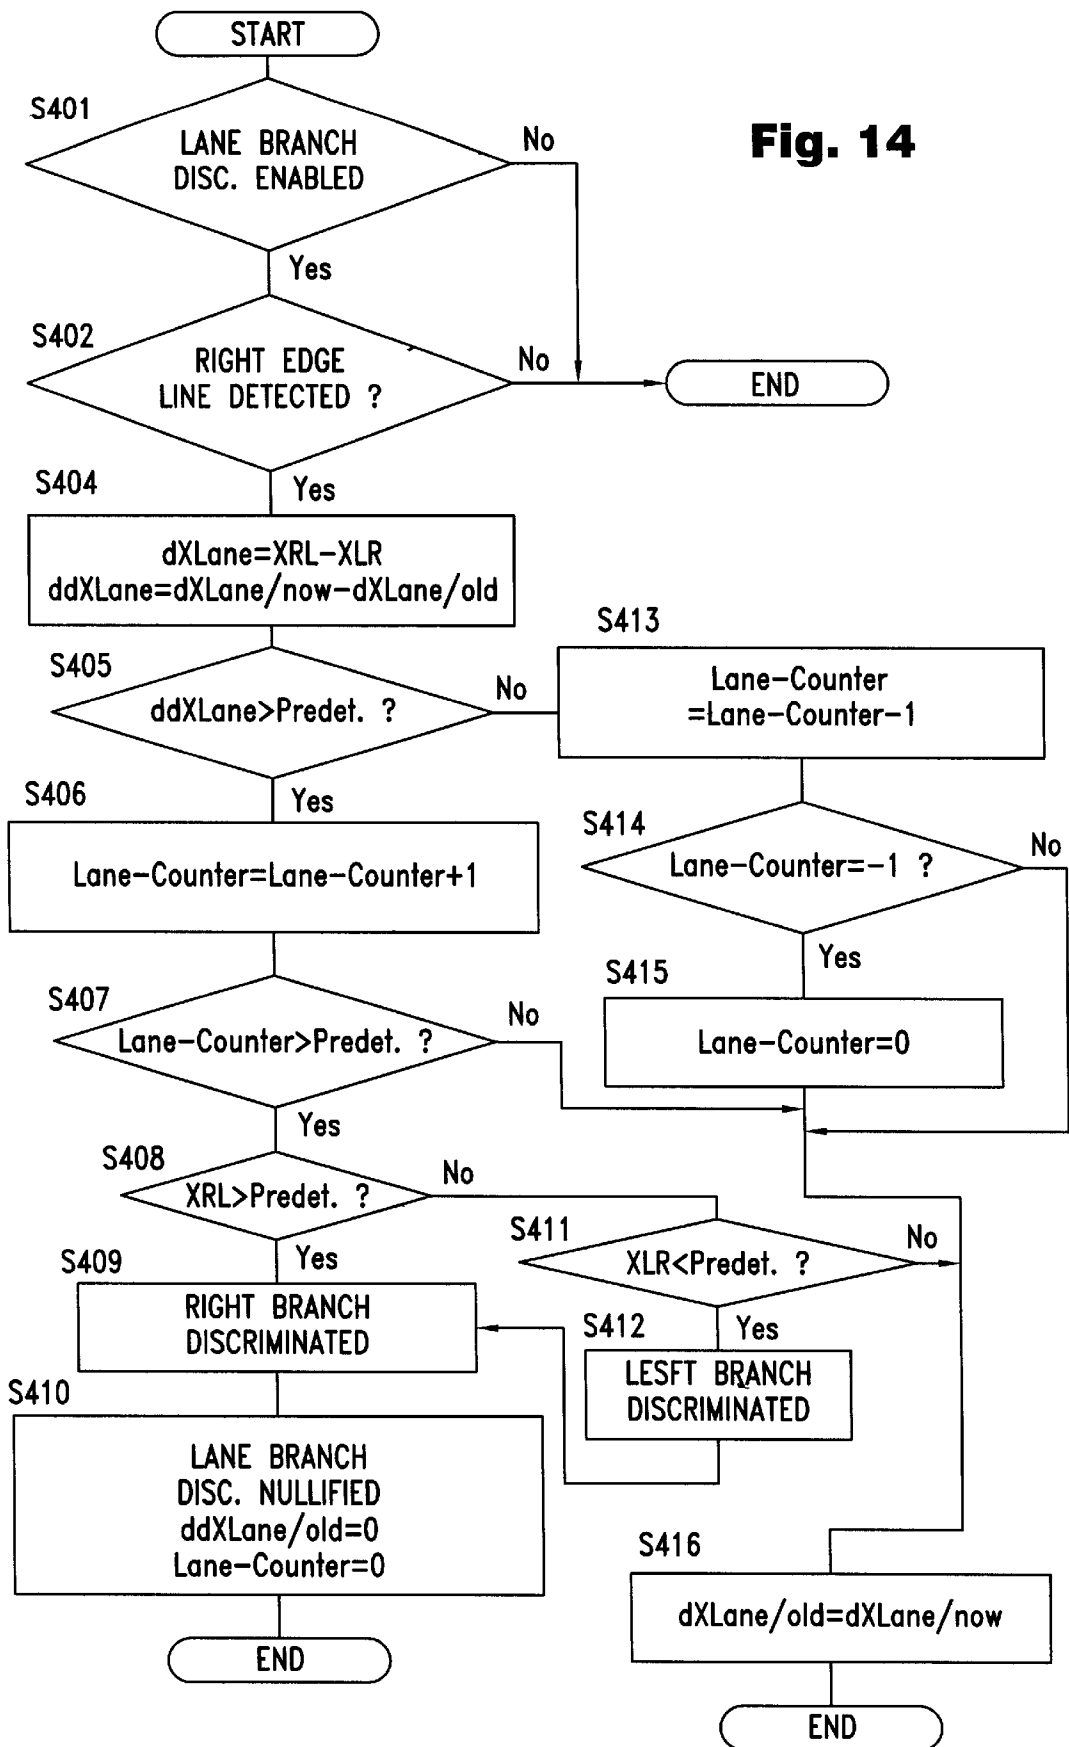 START
S401
LANE BRANCH
DISC. ENABLED
No
Fig. 14
Yes
S402
RIGHT EDGE
LINE DETECTED ?
No
END
Yes
S404
dXLane=XRL-XLR
ddXLane=dXLane/now-dXLane/old
S405
ddXLane>Predet. ?
No
S413
Lane-Counter
=Lane-Counter-1
Yes
S406
Lane-Counter=Lane-Counter+1
S414
Lane-Counter=-1 ?
No
Yes
S415
Lane-Counter=0
S407
Lane-Counter>Predet. ?
No
Yes
S408
XRL>Predet. ?
No
S411
XLR<Predet. ?
No
Yes
S409
RIGHT BRANCH
DISCRIMINATED
S412
Yes
LESFT BRANCH
DISCRIMINATED
S410
LANE BRANCH
DISC. NULLIFIED
ddXLane/old=0
Lane-Counter=0
END
S416
dXLane/old=dXLane/now
END